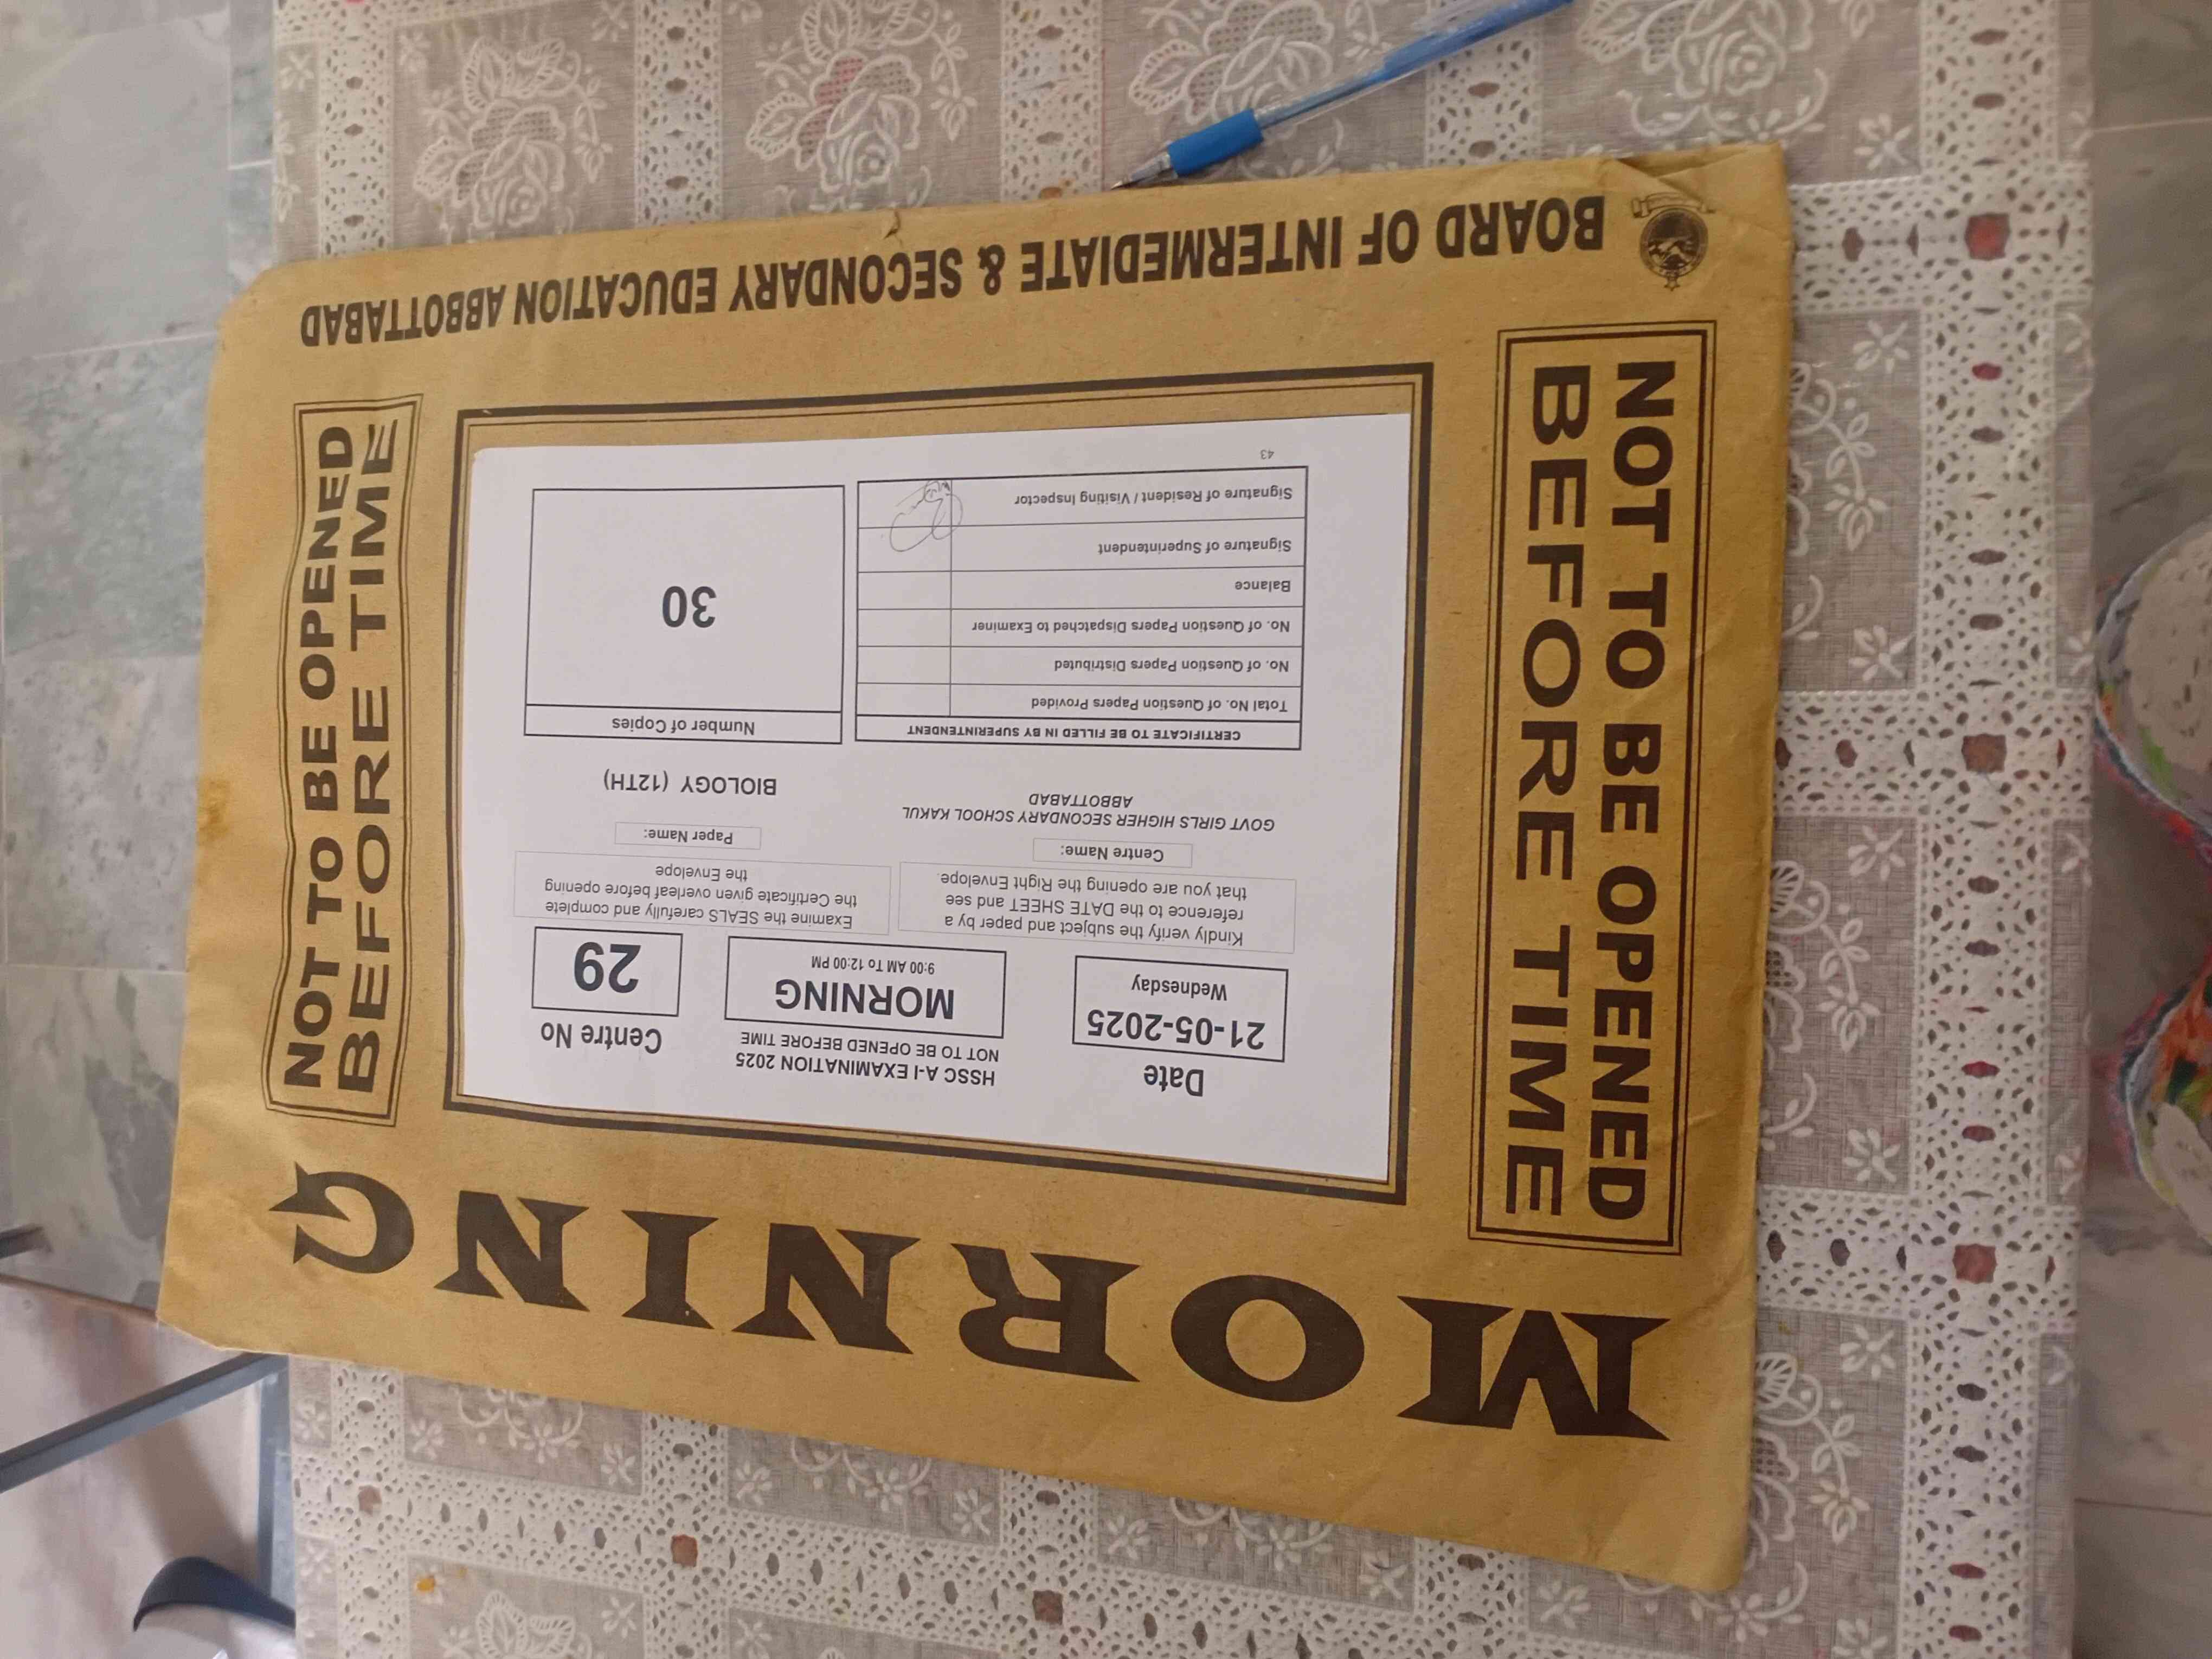 BOARD OF INTERMEDIATE & SECONDARY EDUCATION ABBOTTABAD
NOT TO BE OPENED
BEFORE TIME
NOT TO BE OPENED
BEFORE TIME
MORNING
Date
21-05-2025
Wednesday
HSSC A-I EXAMINATION 2025
NOT TO BE OPENED BEFORE TIME
MORNING
9:00 AM To 12:00 PM
Centre No
29
Kindly verify the subject and paper by a
reference to the DATE SHEET and see
that you are opening the Right Envelope.
Examine the SEALS carefully and complete
the Certificate given overleaf before opening
the Envelope
Centre Name:
GOVT GIRLS HIGHER SECONDARY SCHOOL KAKUL
ABBOTTABAD
Paper Name:
BIOLOGY (12TH)
CERTIFICATE TO BE FILLED IN BY SUPERINTENDENT
Total No. of Question Papers Provided
No. of Question Papers Distributed
No. of Question Papers Dispatched to Examiner
Balance
Signature of Superintendent
Signature of Resident / Visiting Inspector
Number of Copies
30
43